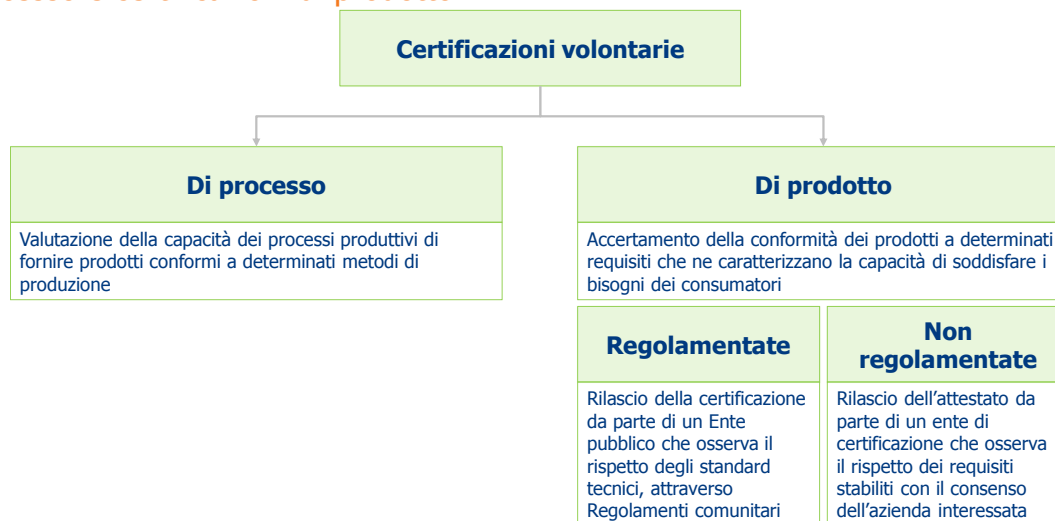 Certificazioni volontarie
Di processo
Valutazione della capacità dei processi produttivi di
fornire prodotti conformi a determinati metodi di
produzione
Di prodotto
Accertamento della conformità dei prodotti a determinati
requisiti che ne caratterizzano la capacità di soddisfare i
bisogni dei consumatori
Regolamentate
Rilascio della certificazione
da parte di un Ente
pubblico che osserva il
rispetto degli standard
tecnici, attraverso
Regolamenti comunitari
Non
regolamentate
Rilascio dell’attestato da
parte di un ente di
certificazione che osserva
il rispetto dei requisiti
stabiliti con il consenso
dell’azienda interessata